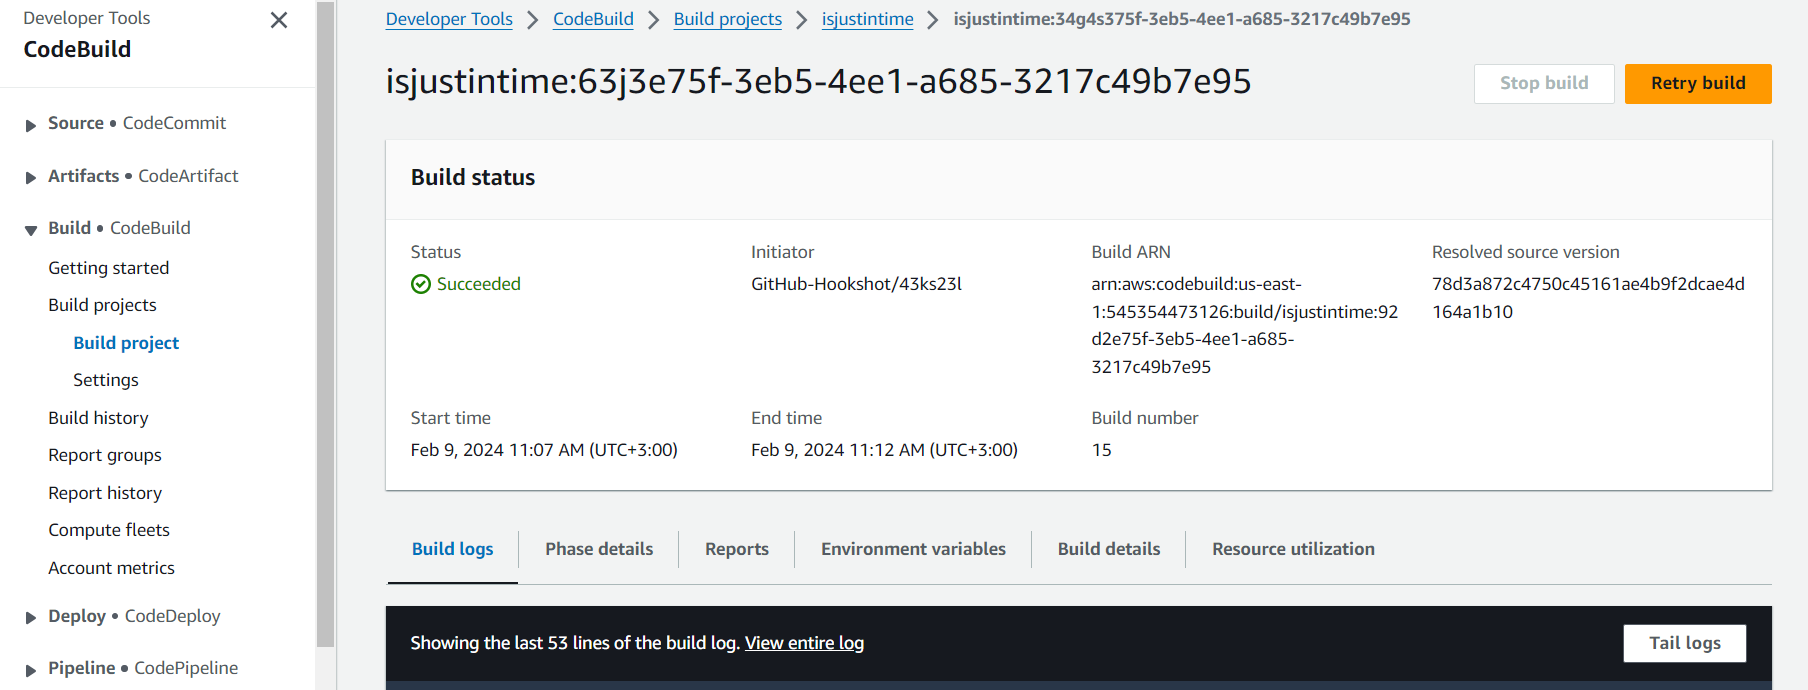 Developer Tools
CodeBuild
Source • CodeCommit
Artifacts • CodeArtifact
Build • CodeBuild
Getting started
Build projects
Build project
Settings
Build history
Report groups
Report history
Compute fleets
Account metrics
Deploy • CodeDeploy
Pipeline • CodePipeline
Developer Tools > CodeBuild > Build projects > isjustintime > isjustintime:34g4s375f-3eb5-4ee1-a685-3217c49b7e95
isjustintime:63j3e75f-3eb5-4ee1-a685-3217c49b7e95
Stop build
Retry build
Build status
Status
Succeeded
Initiator
GitHub-Hookshot/43ks23l
Build ARN
arn:aws:codebuild:us-east-
1:545354473126:build/isjustintime:92
d2e75f-3eb5-4ee1-a685-
3217c49b7e95
Resolved source version
78d3a872c4750c45161ae4b9f2dcae4d
164a1b10
Start time
Feb 9, 2024 11:07 AM (UTC+3:00)
End time
Feb 9, 2024 11:12 AM (UTC+3:00)
Build number
15
Build logs
Phase details
Reports
Environment variables
Build details
Resource utilization
Showing the last 53 lines of the build log. View entire log
Tail logs